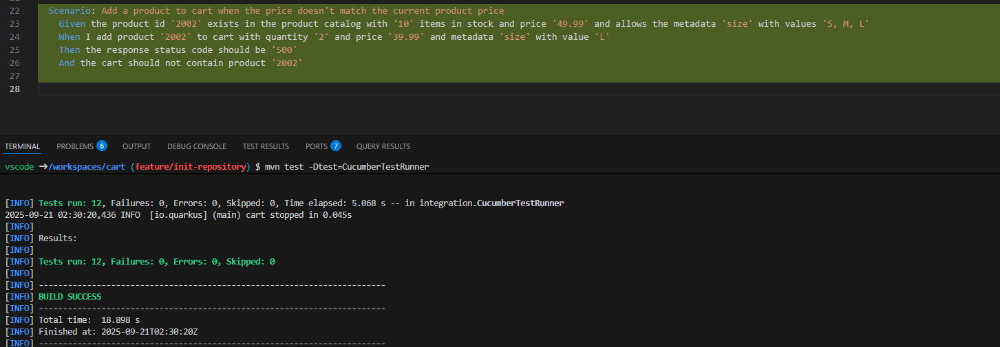 22 Scenario: Add a product to cart when the price doesn't match the current product price
23 Given the product id '2002' exists in the product catalog with '10' items in stock and price '49.99' and allows the metadata 'size' with values 'S, M, L'
24 When I add product '2002' to cart with quantity '2' and price '39.99' and metadata 'size' with value 'L'
25 Then the response status code should be '500'
26 And the cart should not contain product '2002'
27
28
TERMINAL PROBLEMS 6 OUTPUT DEBUG CONSOLE TEST RESULTS PORTS 7 QUERY RESULTS
vscode ➜/workspaces/cart (feature/init-repository) $ mvn test -Dtest=CucumberTestRunner
[INFO] Tests run: 12, Failures: 0, Errors: 0, Skipped: 0, Time elapsed: 5.068 s -- in integration.CucumberTestRunner
2025-09-21 02:30:20,436 INFO  [io.quarkus] (main) cart stopped in 0.045s
[INFO]
[INFO] Results:
[INFO]
[INFO] Tests run: 12, Failures: 0, Errors: 0, Skipped: 0
[INFO]
[INFO] ------------------------------------------------------------------------
[INFO] BUILD SUCCESS
[INFO] ------------------------------------------------------------------------
[INFO] Total time:  18.898 s
[INFO] Finished at: 2025-09-21T02:30:20Z
[INFO] ------------------------------------------------------------------------